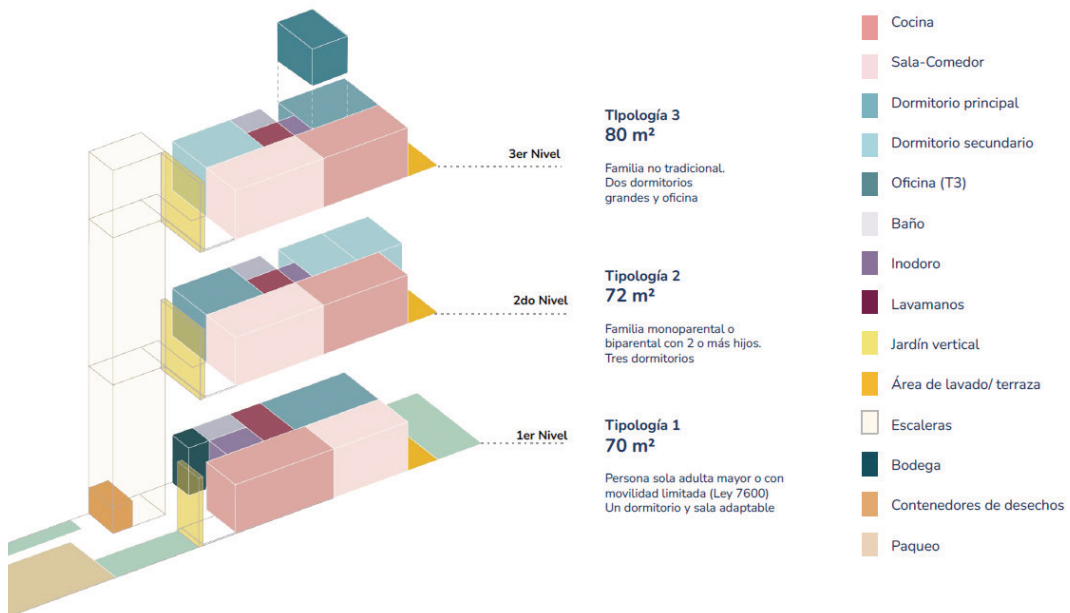 3er Nivel
TIpología 3
80 m²
Familia no tradicional.
Dos dormitorios
grandes y oficina
2do Nivel
Tipología 2
72 m²
Familia monoparental o
biparental con 2 o más hijos.
Tres dormitorios
1er Nivel
Tipología 1
70 m²
Persona sola adulta mayor o con
movilidad limitada (Ley 7600)
Un dormitorio y sala adaptable
Cocina
Sala-Comedor
Dormitorio principal
Dormitorio secundario
Oficina (T3)
Baño
Inodoro
Lavamanos
Jardín vertical
Área de lavado/ terraza
Escaleras
Bodega
Contenedores de desechos
Paqueo